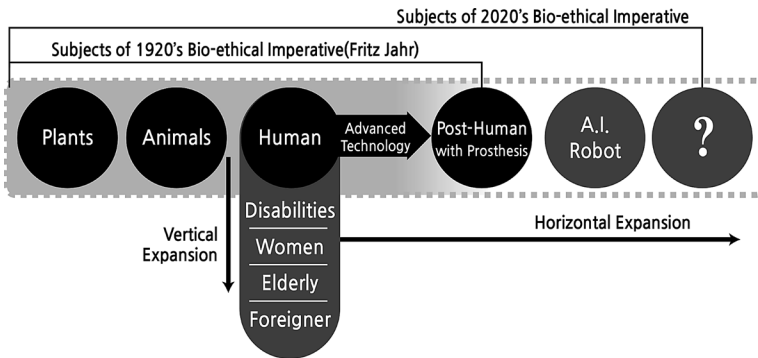 Subjects of 2020's Bio-ethical Imperative
Subjects of 1920's Bio-ethical Imperative(Fritz Jahr)
Plants
Animals
Human
Advanced
Technology
Post-Human
with Prosthesis
A.I.
Robot
?
Vertical
Expansion
Disabilities
Women
Elderly
Foreigner
Horizontal Expansion